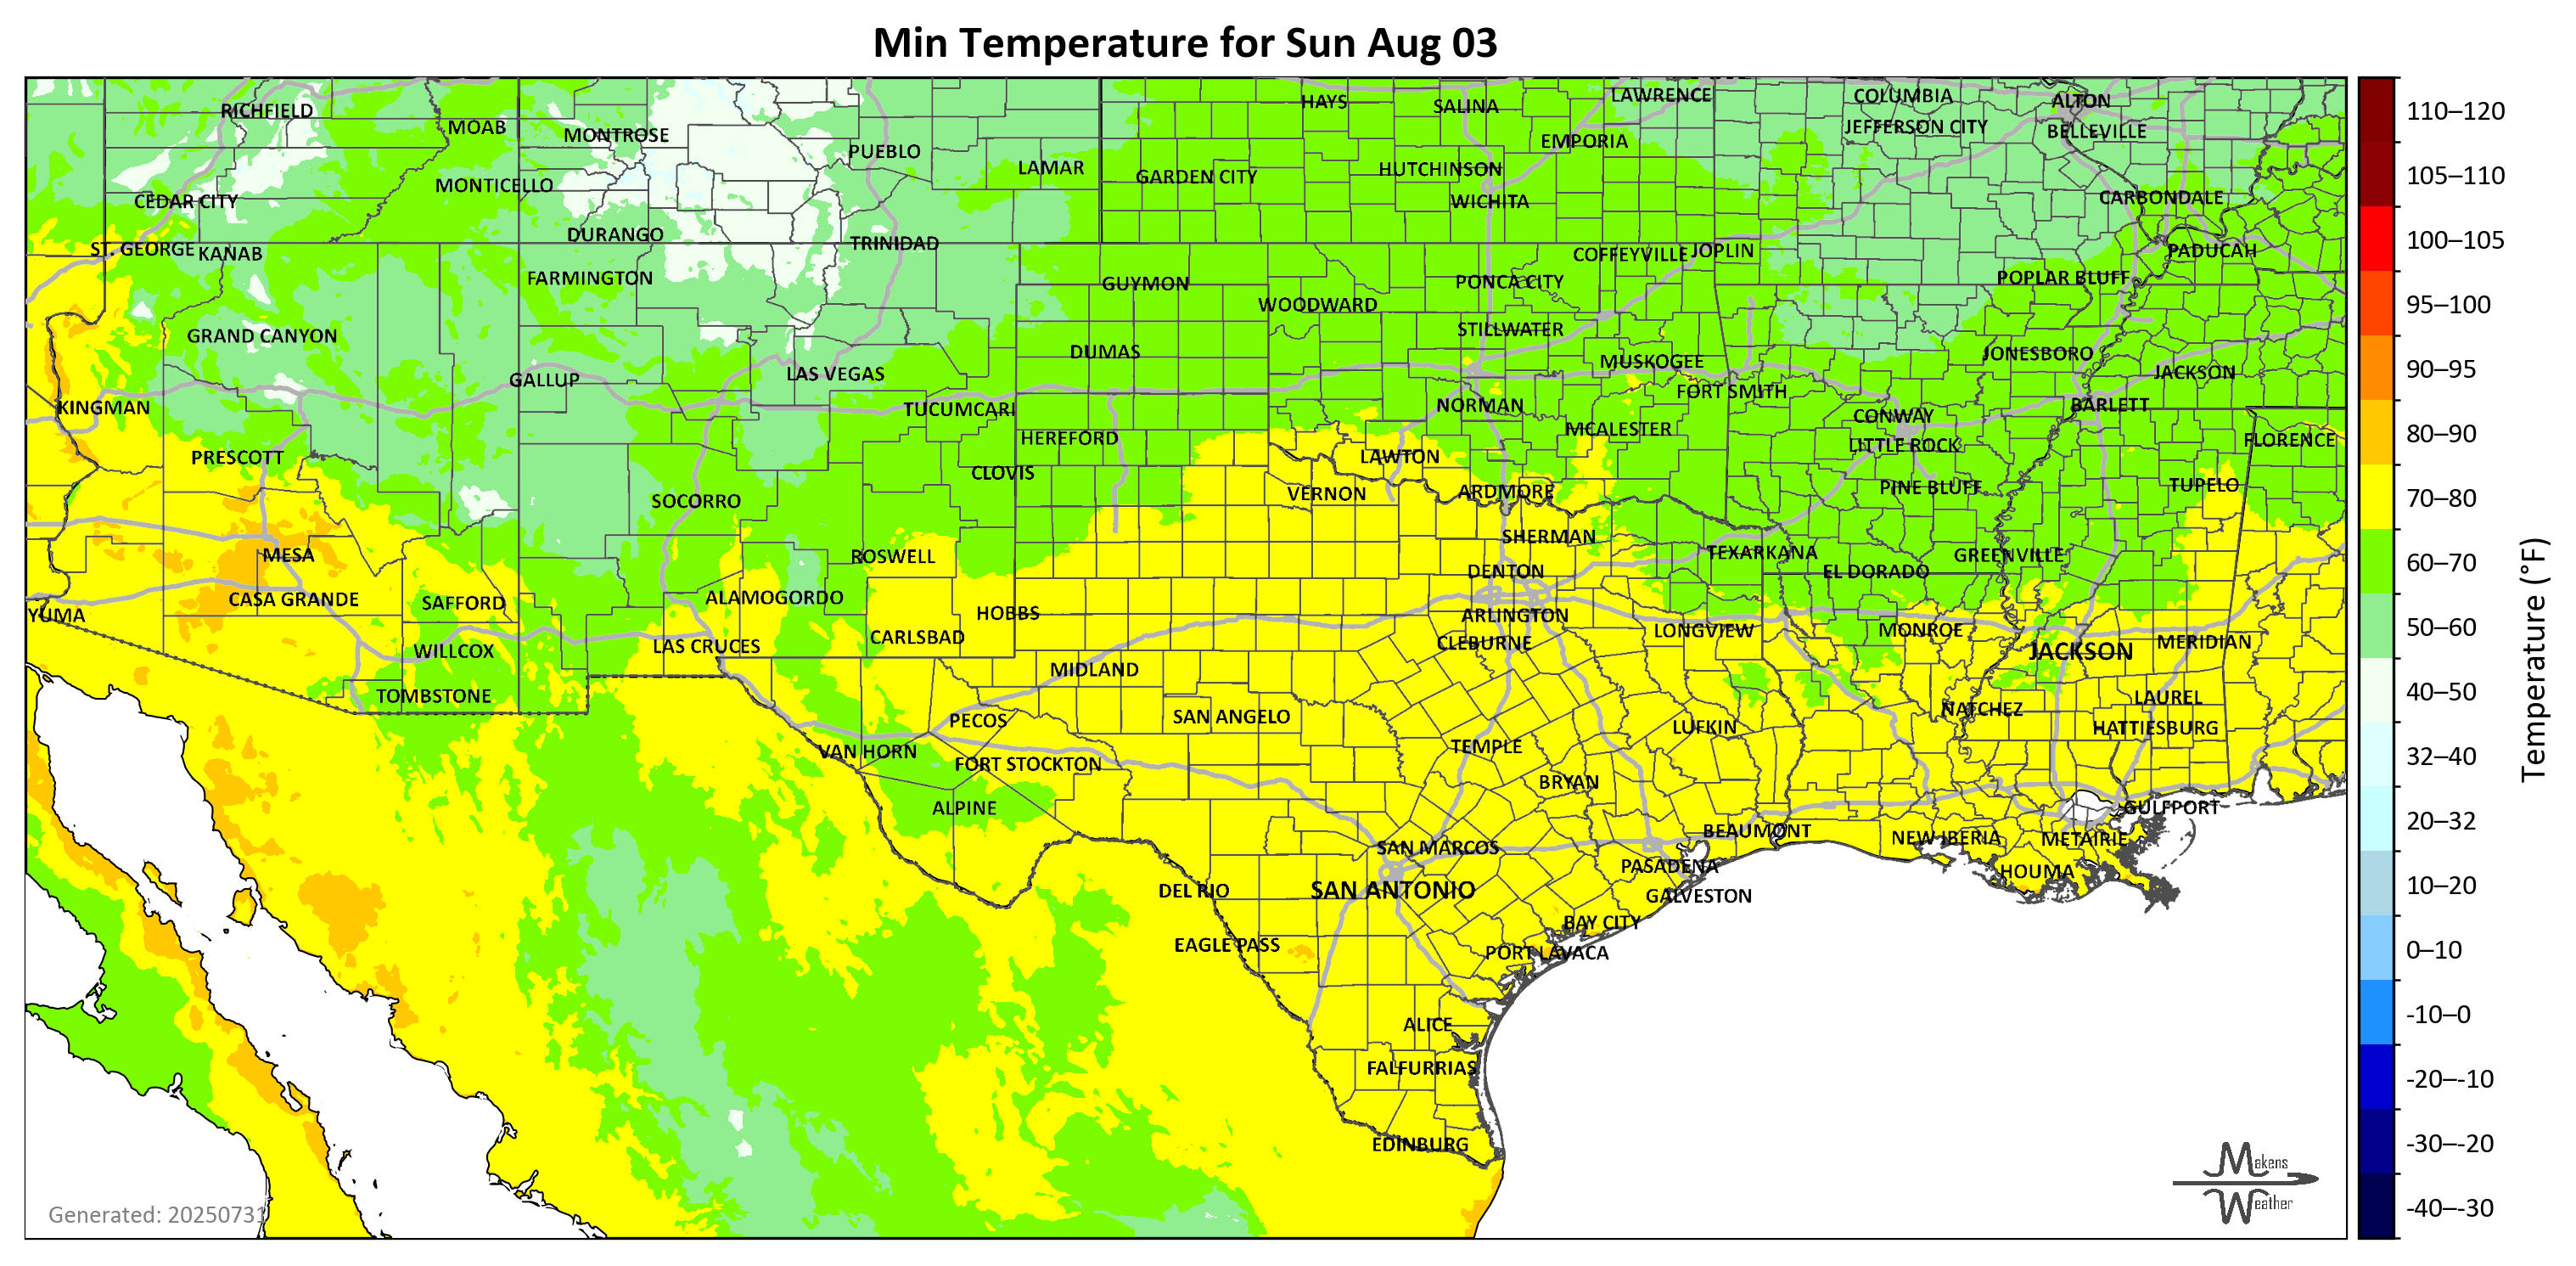 Min Temperature for Sun Aug 03
RICHFIELD
MOAB
MONTROSE
PUEBLO
LAMAR
HAYS
SALINA
LAWRENCE
COLUMBIA
ALTON
GARDEN CITY
HUTCHINSON
EMPORIA
JEFFERSON CITY
BELLEVILLE
MONTICELLO
CEDAR CITY
WICHITA
CARBONDALE
ST. GEORGE
KANAB
DURANGO
TRINIDAD
COFFEYVILLE
JOPLIN
PADUCAH
FARMINGTON
GUYMON
PONCA CITY
POPLAR BLUFF
WOODWARD
GRAND CANYON
STILLWATER
DUMAS
MUSKOGEE
JONESBORO
GALLUP
LAS VEGAS
FORT SMITH
JACKSON
KINGMAN
TUCUMCARI
NORMAN
CONWAY
BARLETT
HEREFORD
MCALESTER
LITTLE ROCK
FLORENCE
PRESCOTT
CLOVIS
LAWTON
SOCORRO
VERNON
ARDMORE
PINE BLUFF
TUPELO
MESA
ROSWELL
SHERMAN
TEXARKANA
GREENVILLE
DENTON
EL DORADO
CASA GRANDE
SAFFORD
ALAMOGORDO
YUMA
HOBBS
ARLINGTON
LAS CRUCES
CARLSBAD
CLEBURNE
LONGVIEW
MONROE
MERIDIAN
WILLCOX
JACKSON
MIDLAND
TOMBSTONE
LAUREL
PECOS
SAN ANGELO
NATCHEZ
VAN HORN
TEMPLE
LUFKIN
HATTIESBURG
FORT STOCKTON
BRYAN
ALPINE
GULFPORT
SAN MARCOS
BEAUMONT
NEW IBERIA
METAIRIE
PASADENA
HOUMA
DEL RIO
SAN ANTONIO
GALVESTON
EAGLE PASS
BAY CITY
PORT LAVACA
ALICE
FALFURRIAS
EDINBURG
Generated: 20250731
Makens
Weather
110–120
105–110
100–105
95–100
90–95
80–90
70–80
60–70
50–60
40–50
32–40
20–32
10–20
0–10
-10–0
-20–-10
-30–-20
-40–-30
Temperature (°F)